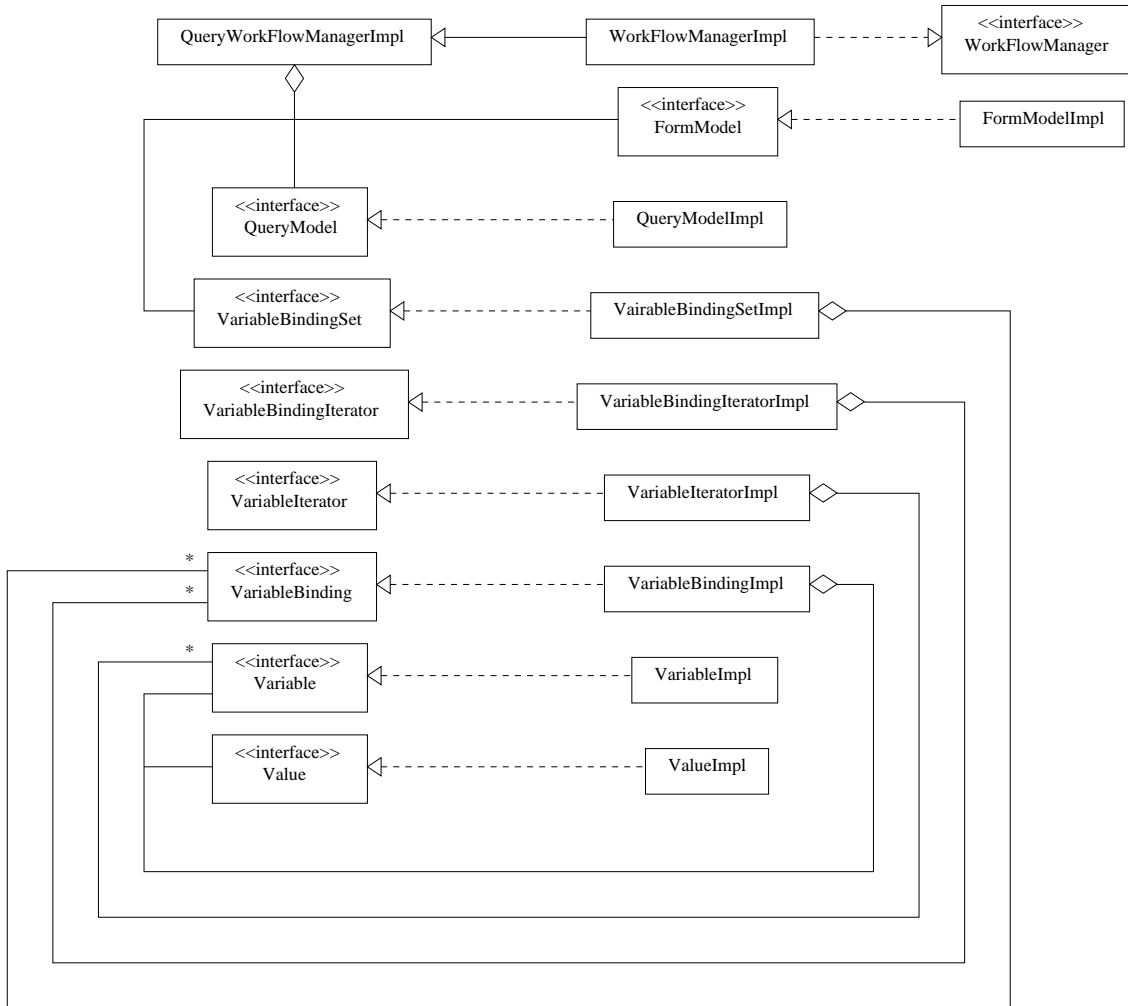 QueryWorkFlowManagerImpl
WorkFlowManagerImpl
<<interface>>
WorkFlowManager
<<interface>>
FormModel
FormModelImpl
<<interface>>
QueryModel
QueryModelImpl
<<interface>>
VariableBindingSet
VairableBindingSetImpl
<<interface>>
VariableBindingIterator
VariableBindingIteratorImpl
<<interface>>
VariableIterator
VariableIteratorImpl
*
*
<<interface>>
VariableBinding
VariableBindingImpl
*
<<interface>>
Variable
VariableImpl
<<interface>>
Value
ValueImpl